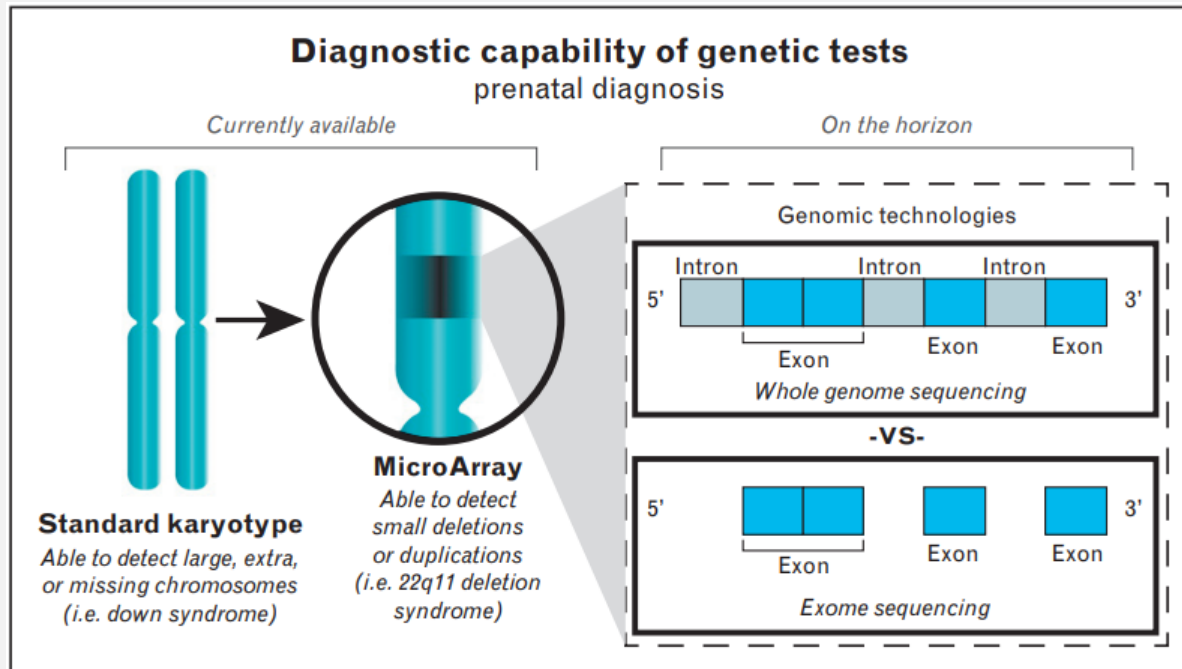 Diagnostic capability of genetic tests
prenatal diagnosis
Currently available
On the horizon
Standard karyotype
Able to detect large, extra,
or missing chromosomes
(i.e. down syndrome)
MicroArray
Able to detect
small deletions
or duplications
(i.e. 22q11 deletion
syndrome)
Genomic technologies
Intron Intron Intron
5' 3'
Exon Exon Exon
Whole genome sequencing
-VS-
5' 3'
Exon Exon Exon
Exome sequencing